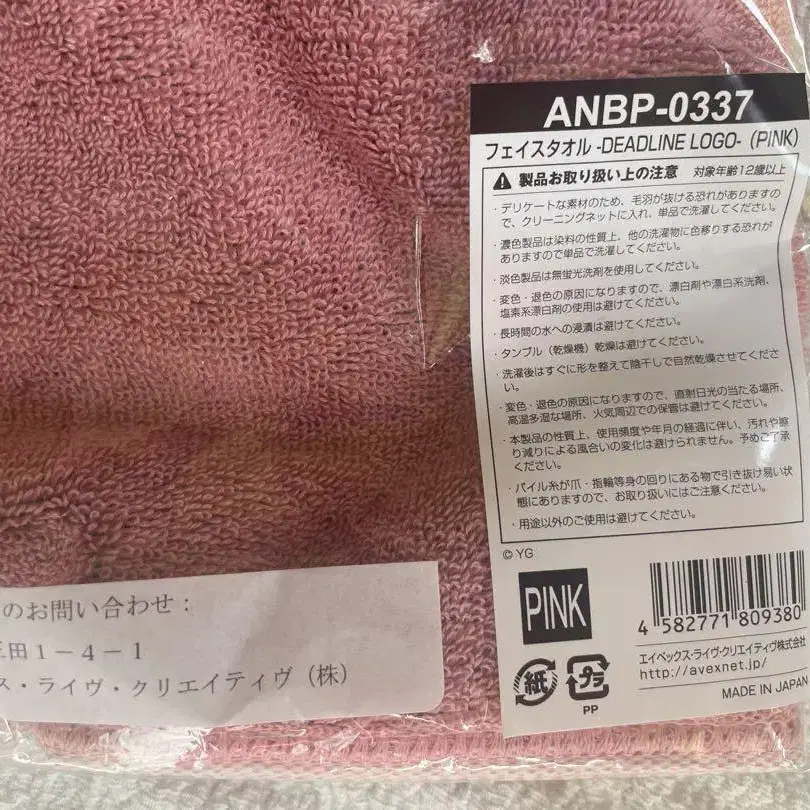 ANBP-0337
フェイスタオル -DEADLINE LOGO- (PINK)
製品お取り扱い上の注意 対象年齢12歳以上
・デリケートな素材のため、毛羽が抜ける恐れがありますの
で、クリーニングネットに入れ、単品で洗濯してください。
・濃色製品は染料の性質上、他の洗濯物に色移りする恐れが
ありますので単品で洗濯してください。
・淡色製品は無蛍光洗剤を使用してください。
・変色・退色の原因になりますので、漂白剤や漂白系洗剤、
塩素系漂白剤の使用は避けてください。
・長時間の水への浸漬は避けてください。
・タンブル(乾燥機)乾燥は避けてください。
・洗濯後はすぐに形を整えて陰干しで自然乾燥させてくださ
い。
・変色・退色の原因になりますので、直射日光の当たる場所、
高温多湿な場所、火気周辺での保管は避けてください。
・本製品の性質上、使用頻度や年月の経過に伴い、汚れや擦
り減りによる風合いの変化は避けられません。予めご了承
ください。
・パイル糸が爪・指輪等身の回りにある物で引き抜け易い状
態にありますので、お取り扱いにはご注意ください。
・用途以外のご使用は避けてください。
© YG
PINK
4 582771 809380
エイベックス・ライヴ・クリエイティヴ株式会社
http://avexnet.jp/
紙
プラ
PP
MADE IN JAPAN
のお問い合わせ：
田1－4－1
ス・ライヴ・クリエイティヴ（株）